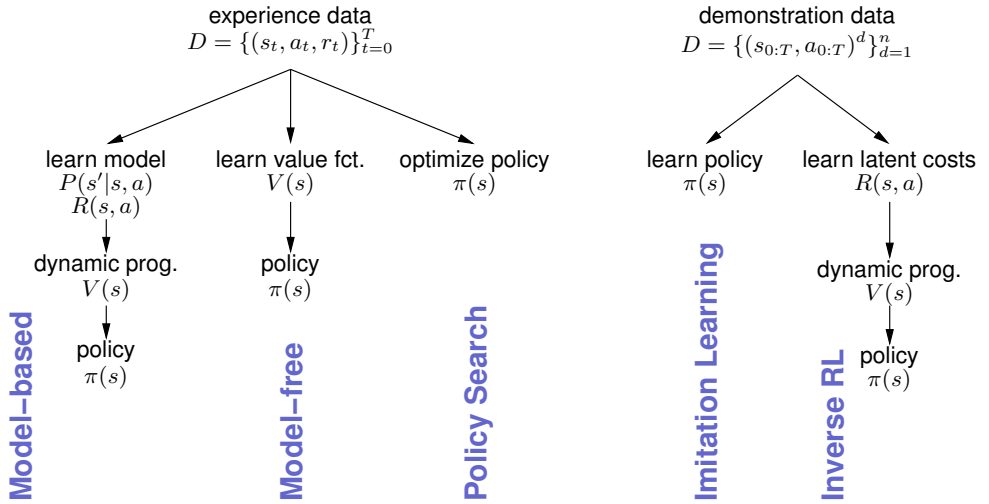 experience data
D = {(s_t, a_t, r_t)}_{t=0}^T
learn model
P(s'|s, a)
R(s, a)
dynamic prog.
V(s)
policy
π(s)
Model−based
learn value fct.
V(s)
policy
π(s)
Model−free
optimize policy
π(s)
Policy Search
demonstration data
D = {(s_{0:T}, a_{0:T})^d}_{d=1}^n
learn policy
π(s)
Imitation Learning
learn latent costs
R(s, a)
dynamic prog.
V(s)
policy
π(s)
Inverse RL